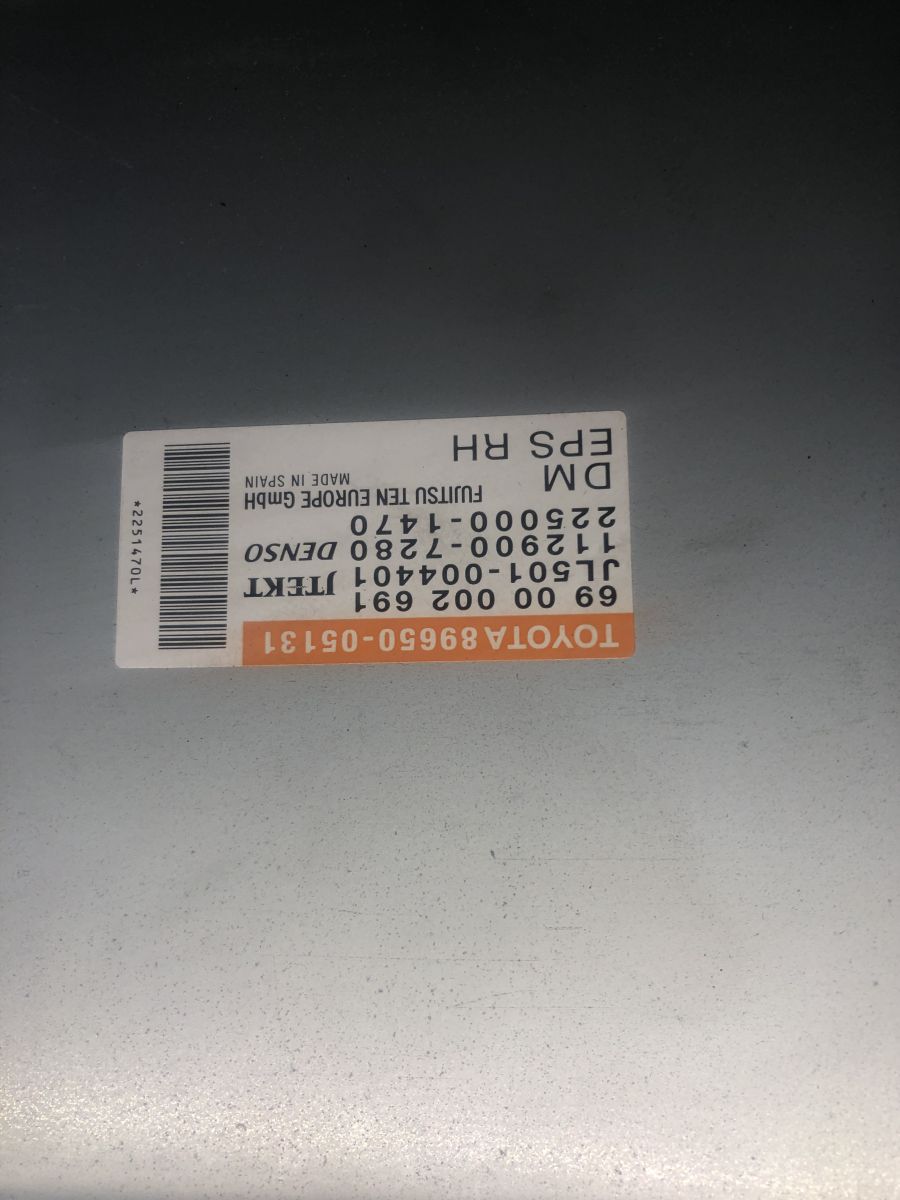 TOYOTA 89650-05131
69 00 002 691
JL501-004401 JTEKT
112900-7280 DENSO
225000-1470
FUJITSU TEN EUROPE GmbH
DM MADE IN SPAIN
EPS RH
*2251470L*